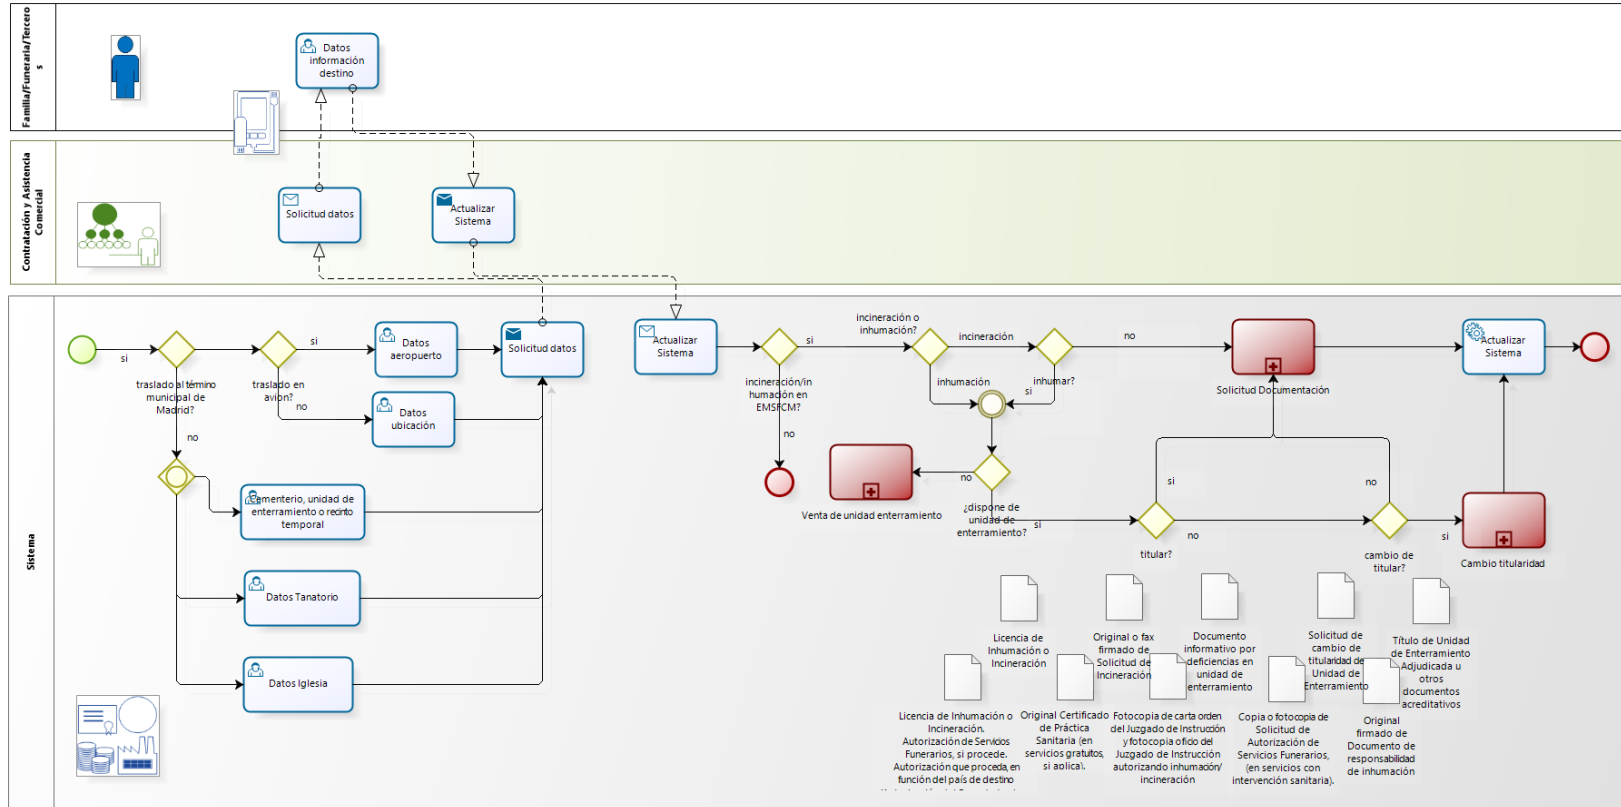 Familia/Funeraria/Tercero
s
Datos
información
destino
Contratación y Asistencia
Comercial
Solicitud datos
Actualizar
Sistema
Sistema
si
traslado al término
municipal de
Madrid?
no
si
traslado en
avion?
no
Datos
aeropuerto
Datos
ubicación
Solicitud datos
Cementerio, unidad de
enterramiento o recinto
temporal
Datos Tanatorio
Datos Iglesia
Actualizar
Sistema
si
incineración/in
humación en
EMSFCM?
no
incineración o
inhumación?
incineración
inhumación
inhumar?
si
no
Solicitud Documentación
Actualizar
Sistema
Venta de unidad enterramiento
no
¿dispone de
unidad de
enterramiento?
si
si
titular?
no
no
cambio de
titular?
si
Cambio titularidad
Licencia de
Inhumación o
Incineración
Original o fax
firmado de
Solicitud de
Incineración
Documento
informativo por
deficiencias en
unidad de
enterramiento
Solicitud de
cambio de
titularidad de
Unidad de
Enterramiento
Título de Unidad
de Enterramiento
Adjudicada u
otros
documentos
acreditativos
Licencia de Inhumación o
Incineración.
Autorización de Servicios
Funerarios, si procede.
Autorización que proceda, en
función del país de destino
Original Certificado
de Práctica
Sanitaria (en
servicios gratuitos,
si aplica).
Fotocopia de carta orden
del Juzgado de Instrucción
y fotocopia oficio del
Juzgado de Instrucción
autorizando inhumación/
incineración
Copia o fotocopia de
Solicitud de
Autorización de
Servicios Funerarios,
(en servicios con
intervención sanitaria).
Original
firmado de
Documento de
responsabilidad
de inhumación